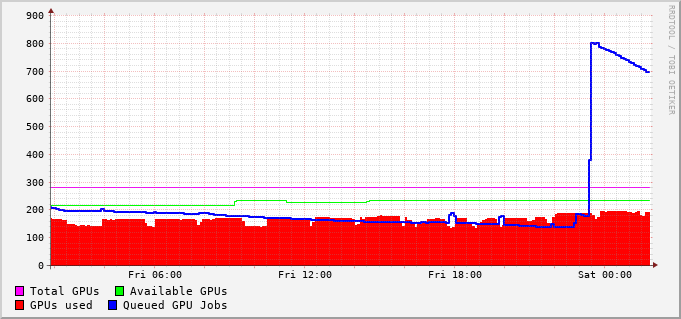 RRDTOOL / TOBI OETIKER
900
800
700
600
500
400
300
200
100
0
Fri 06:00 Fri 12:00 Fri 18:00 Sat 00:00
Total GPUs Available GPUs
GPUs used Queued GPU Jobs